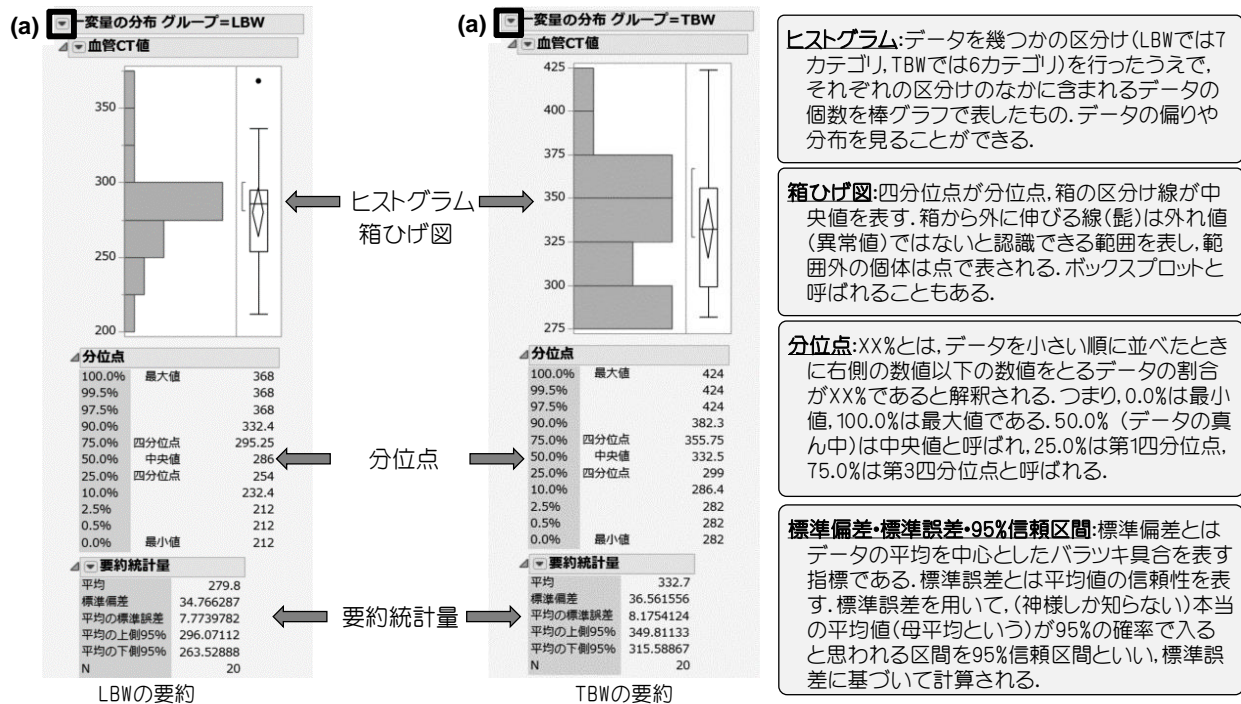 (a)
一変量の分布 グループ=LBW
血管CT値
350
300
250
200
分位点
100.0% 最大値 368
99.5% 368
97.5% 368
90.0% 332.4
75.0% 四分位点 295.25
50.0% 中央値 286
25.0% 四分位点 254
10.0% 232.4
2.5% 212
0.5% 212
0.0% 最小値 212
要約統計量
平均 279.8
標準偏差 34.766287
平均の標準誤差 7.7739782
平均の上側95% 296.07112
平均の下側95% 263.52888
N 20
LBWの要約
ヒストグラム
箱ひげ図
分位点
要約統計量
(a)
一変量の分布 グループ=TBW
血管CT値
425
400
375
350
325
300
275
分位点
100.0% 最大値 424
99.5% 424
97.5% 424
90.0% 382.3
75.0% 四分位点 355.75
50.0% 中央値 332.5
25.0% 四分位点 299
10.0% 286.4
2.5% 282
0.5% 282
0.0% 最小値 282
要約統計量
平均 332.7
標準偏差 36.561556
平均の標準誤差 8.1754124
平均の上側95% 349.81133
平均の下側95% 315.58867
N 20
TBWの要約
ヒストグラム:データを幾つかの区分け(LBWでは7
カテゴリ,TBWでは6カテゴリ)を行ったうえで,
それぞれの区分けのなかに含まれるデータの
個数を棒グラフで表したもの.データの偏りや
分布を見ることができる.
箱ひげ図:四分位点が分位点,箱の区分け線が中
央値を表す.箱から外に伸びる線(髭)は外れ値
(異常値)ではないと認識できる範囲を表し,範
囲外の個体は点で表される.ボックスプロットと
呼ばれることもある.
分位点:XX%とは,データを小さい順に並べたとき
に右側の数値以下の数値をとるデータの割合
がXX%であると解釈される.つまり,0.0%は最小
値,100.0%は最大値である.50.0% (データの真
ん中)は中央値と呼ばれ,25.0%は第1四分位点,
75.0%は第3四分位点と呼ばれる.
標準偏差・標準誤差・95%信頼区間:標準偏差とは
データの平均を中心としたバラツキ具合を表す
指標である.標準誤差とは平均値の信頼性を表
す.標準誤差を用いて,(神様しか知らない)本当
の平均値(母平均という)が95%の確率で入る
と思われる区間を95%信頼区間といい,標準誤
差に基づいて計算される.